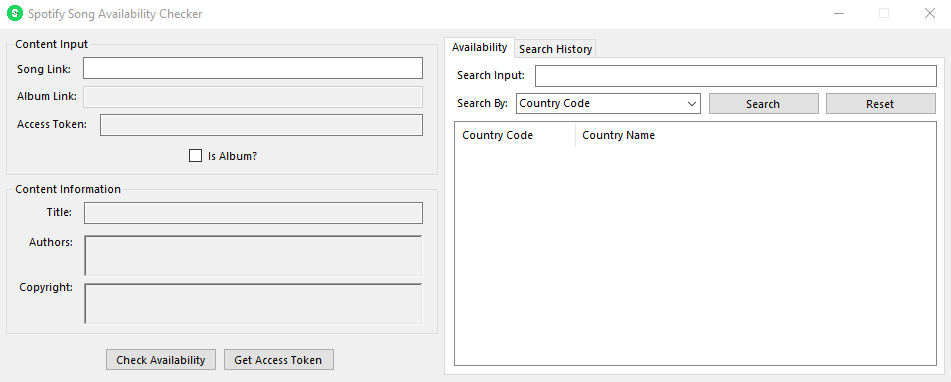 Spotify Song Availability Checker
Content Input
Song Link:
Album Link:
Access Token:
Is Album?
Content Information
Title:
Authors:
Copyright:
Check Availability
Get Access Token
Availability
Search History
Search Input:
Search By:
Country Code
Search
Reset
Country Code
Country Name